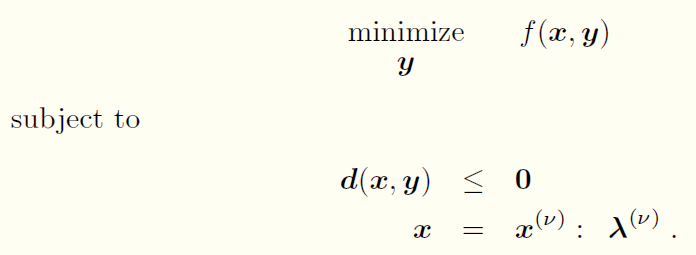 minimize f(x, y)
y
subject to
d(x, y) ≤ 0
x = x^(ν) : λ^(ν) .